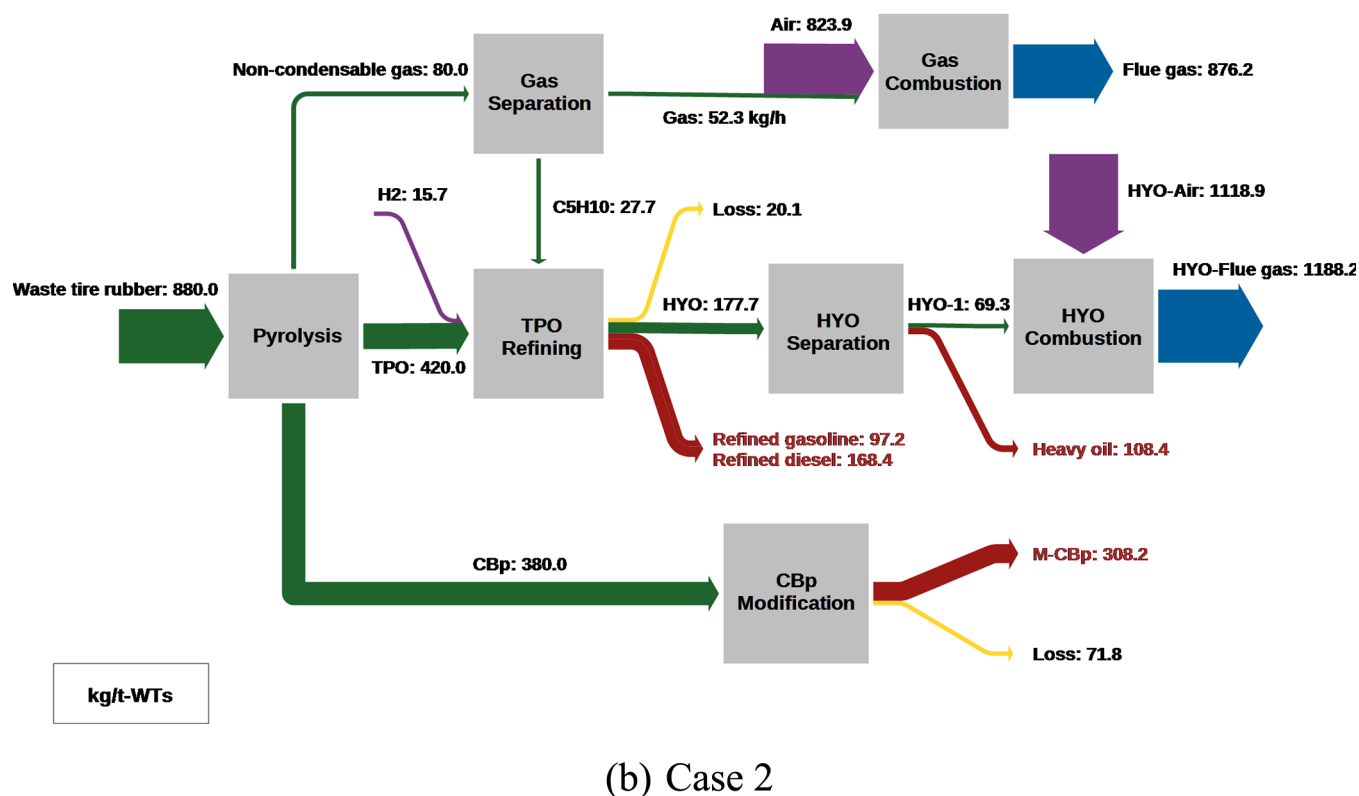 Air: 823.9
Non-condensable gas: 80.0
Gas
Separation
Gas
Combustion
Flue gas: 876.2
Gas: 52.3 kg/h
H2: 15.7
C5H10: 27.7
Loss: 20.1
HYO-Air: 1118.9
Waste tire rubber: 880.0
Pyrolysis
TPO: 420.0
TPO
Refining
HYO: 177.7
HYO
Separation
HYO-1: 69.3
HYO
Combustion
HYO-Flue gas: 1188.2
Refined gasoline: 97.2
Refined diesel: 168.4
Heavy oil: 108.4
CBp: 380.0
CBp
Modification
M-CBp: 308.2
Loss: 71.8
kg/t-WTs
(b) Case 2